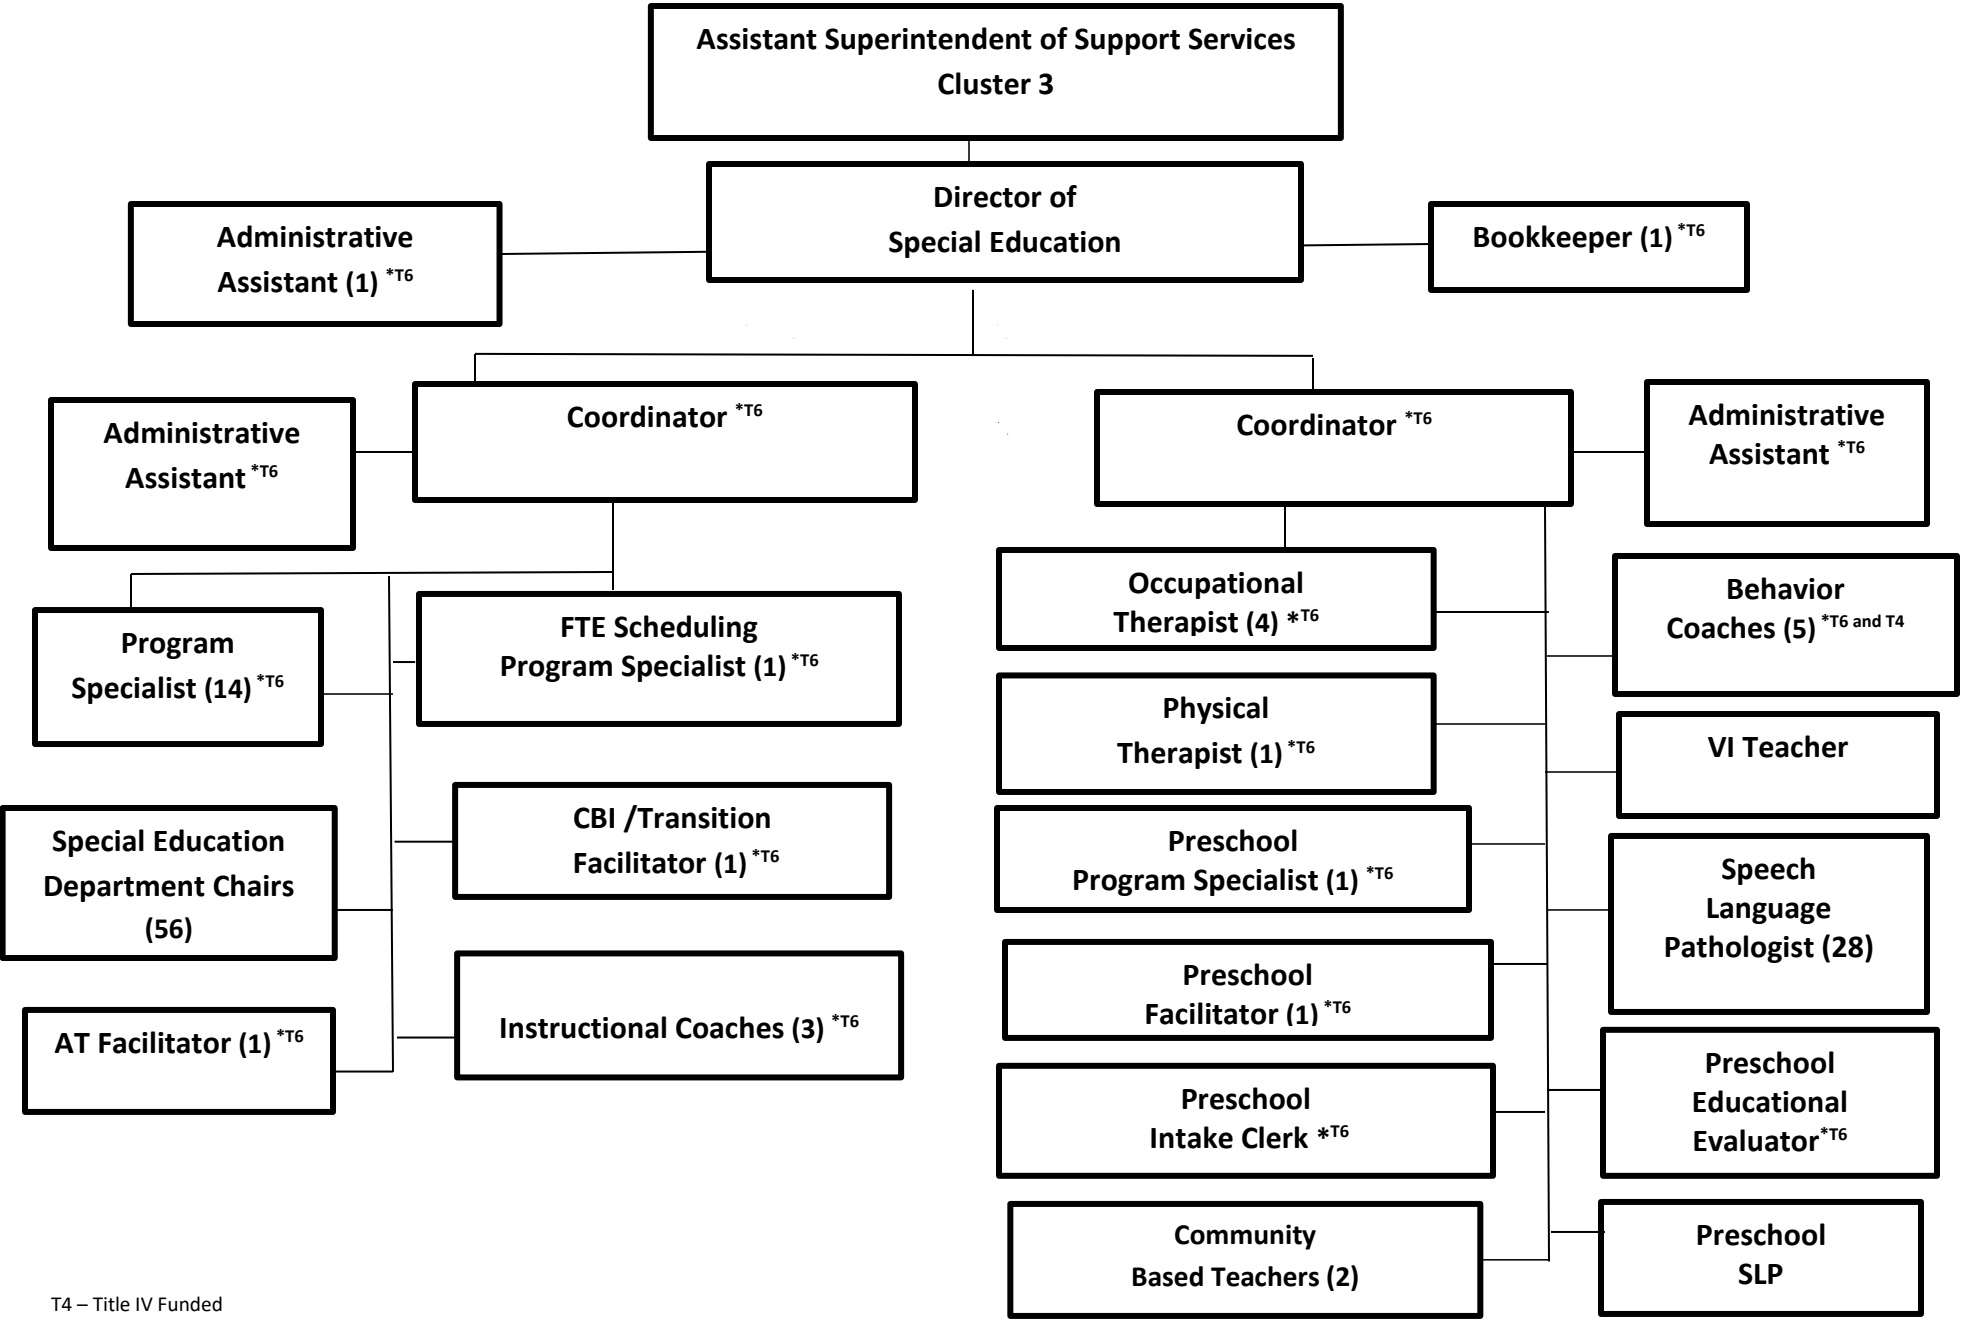 Assistant Superintendent of Support Services
Cluster 3
Director of
Special Education
Administrative
Assistant (1) *T6
Bookkeeper (1) *T6
Coordinator *T6
Administrative
Assistant *T6
Coordinator *T6
Administrative
Assistant *T6
Program
Specialist (14) *T6
FTE Scheduling
Program Specialist (1) *T6
Special Education
Department Chairs
(56)
CBI /Transition
Facilitator (1) *T6
AT Facilitator (1) *T6
Instructional Coaches (3) *T6
Occupational
Therapist (4) *T6
Behavior
Coaches (5) *T6 and T4
Physical
Therapist (1) *T6
VI Teacher
Preschool
Program Specialist (1) *T6
Speech
Language
Pathologist (28)
Preschool
Facilitator (1) *T6
Preschool
Educational
Evaluator*T6
Preschool
Intake Clerk *T6
Community
Based Teachers (2)
Preschool
SLP
T4 – Title IV Funded